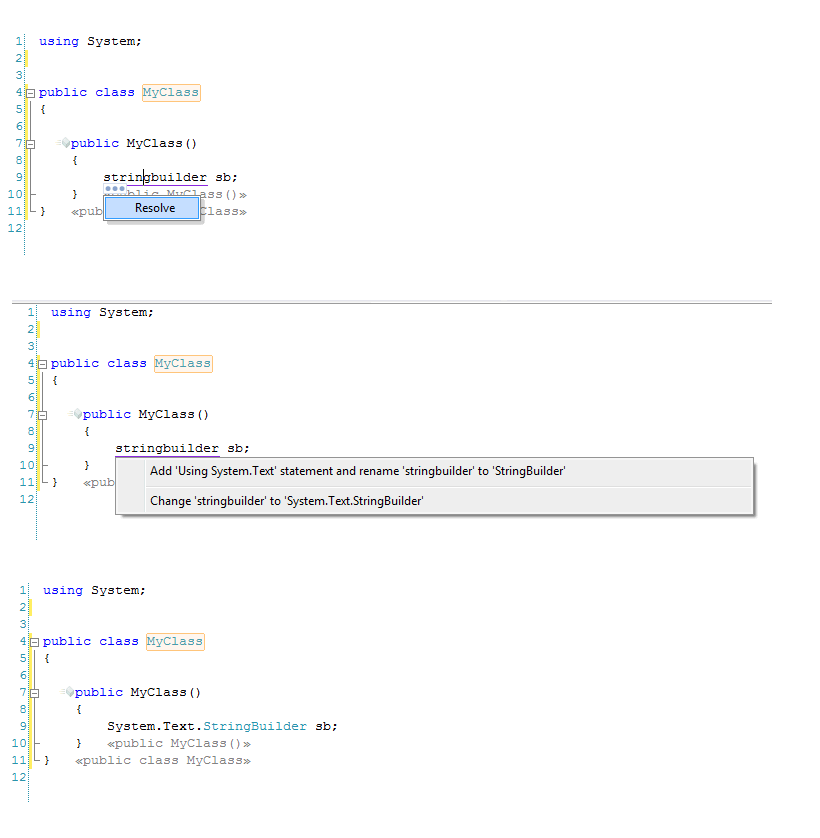 1 using System;
2
3
4 public class MyClass
5 {
6
7 public MyClass()
8 {
9 stringbuilder sb;
10 } «public MyClass()»
11 } «pub Class»
Resolve
12
1 using System;
2
3
4 public class MyClass
5 {
6
7 public MyClass()
8 {
9 stringbuilder sb;
10 }
Add 'Using System.Text' statement and rename 'stringbuilder' to 'StringBuilder'
11 } «pub
12
Change 'stringbuilder' to 'System.Text.StringBuilder'
1 using System;
2
3
4 public class MyClass
5 {
6
7 public MyClass()
8 {
9 System.Text.StringBuilder sb;
10 } «public MyClass()»
11 } «public class MyClass»
12